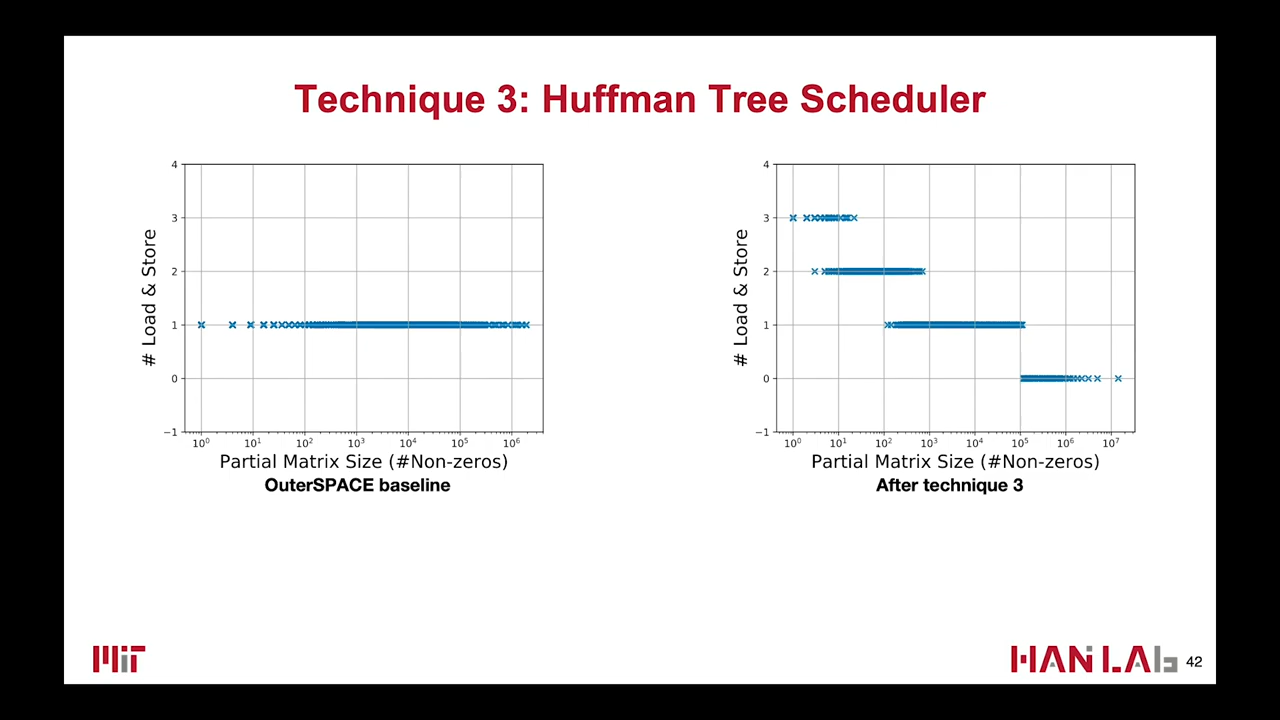 Technique 3: Huffman Tree Scheduler
4
3
2
1
0
−1
# Load & Store
10⁰ 10¹ 10² 10³ 10⁴ 10⁵ 10⁶
Partial Matrix Size (#Non-zeros)
OuterSPACE baseline
4
3
2
1
0
−1
# Load & Store
10⁰ 10¹ 10² 10³ 10⁴ 10⁵ 10⁶ 10⁷
Partial Matrix Size (#Non-zeros)
After technique 3
MIT
HAN LAb 42